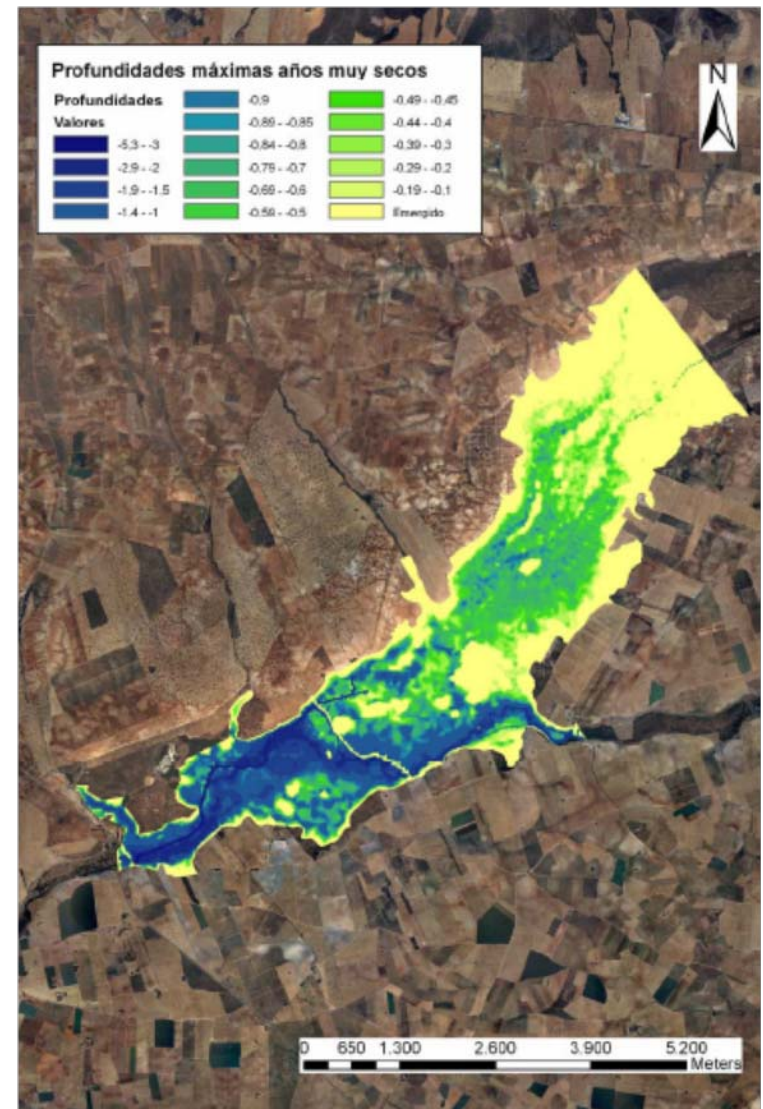 Profundidades máximas años muy secos
Profundidades
Valores
-5,3 - -3
-2,9 - -2
-1,9 - -1,5
-1,4 - -1
-0,9
-0,89 - -0,85
-0,84 - -0,8
-0,79 - -0,7
-0,69 - -0,6
-0,59 - -0,5
-0,49 - -0,45
-0,44 - -0,4
-0,39 - -0,3
-0,29 - -0,2
-0,19 - -0,1
Emergido
N
0 650 1.300 2.600 3.900 5.200
Meters